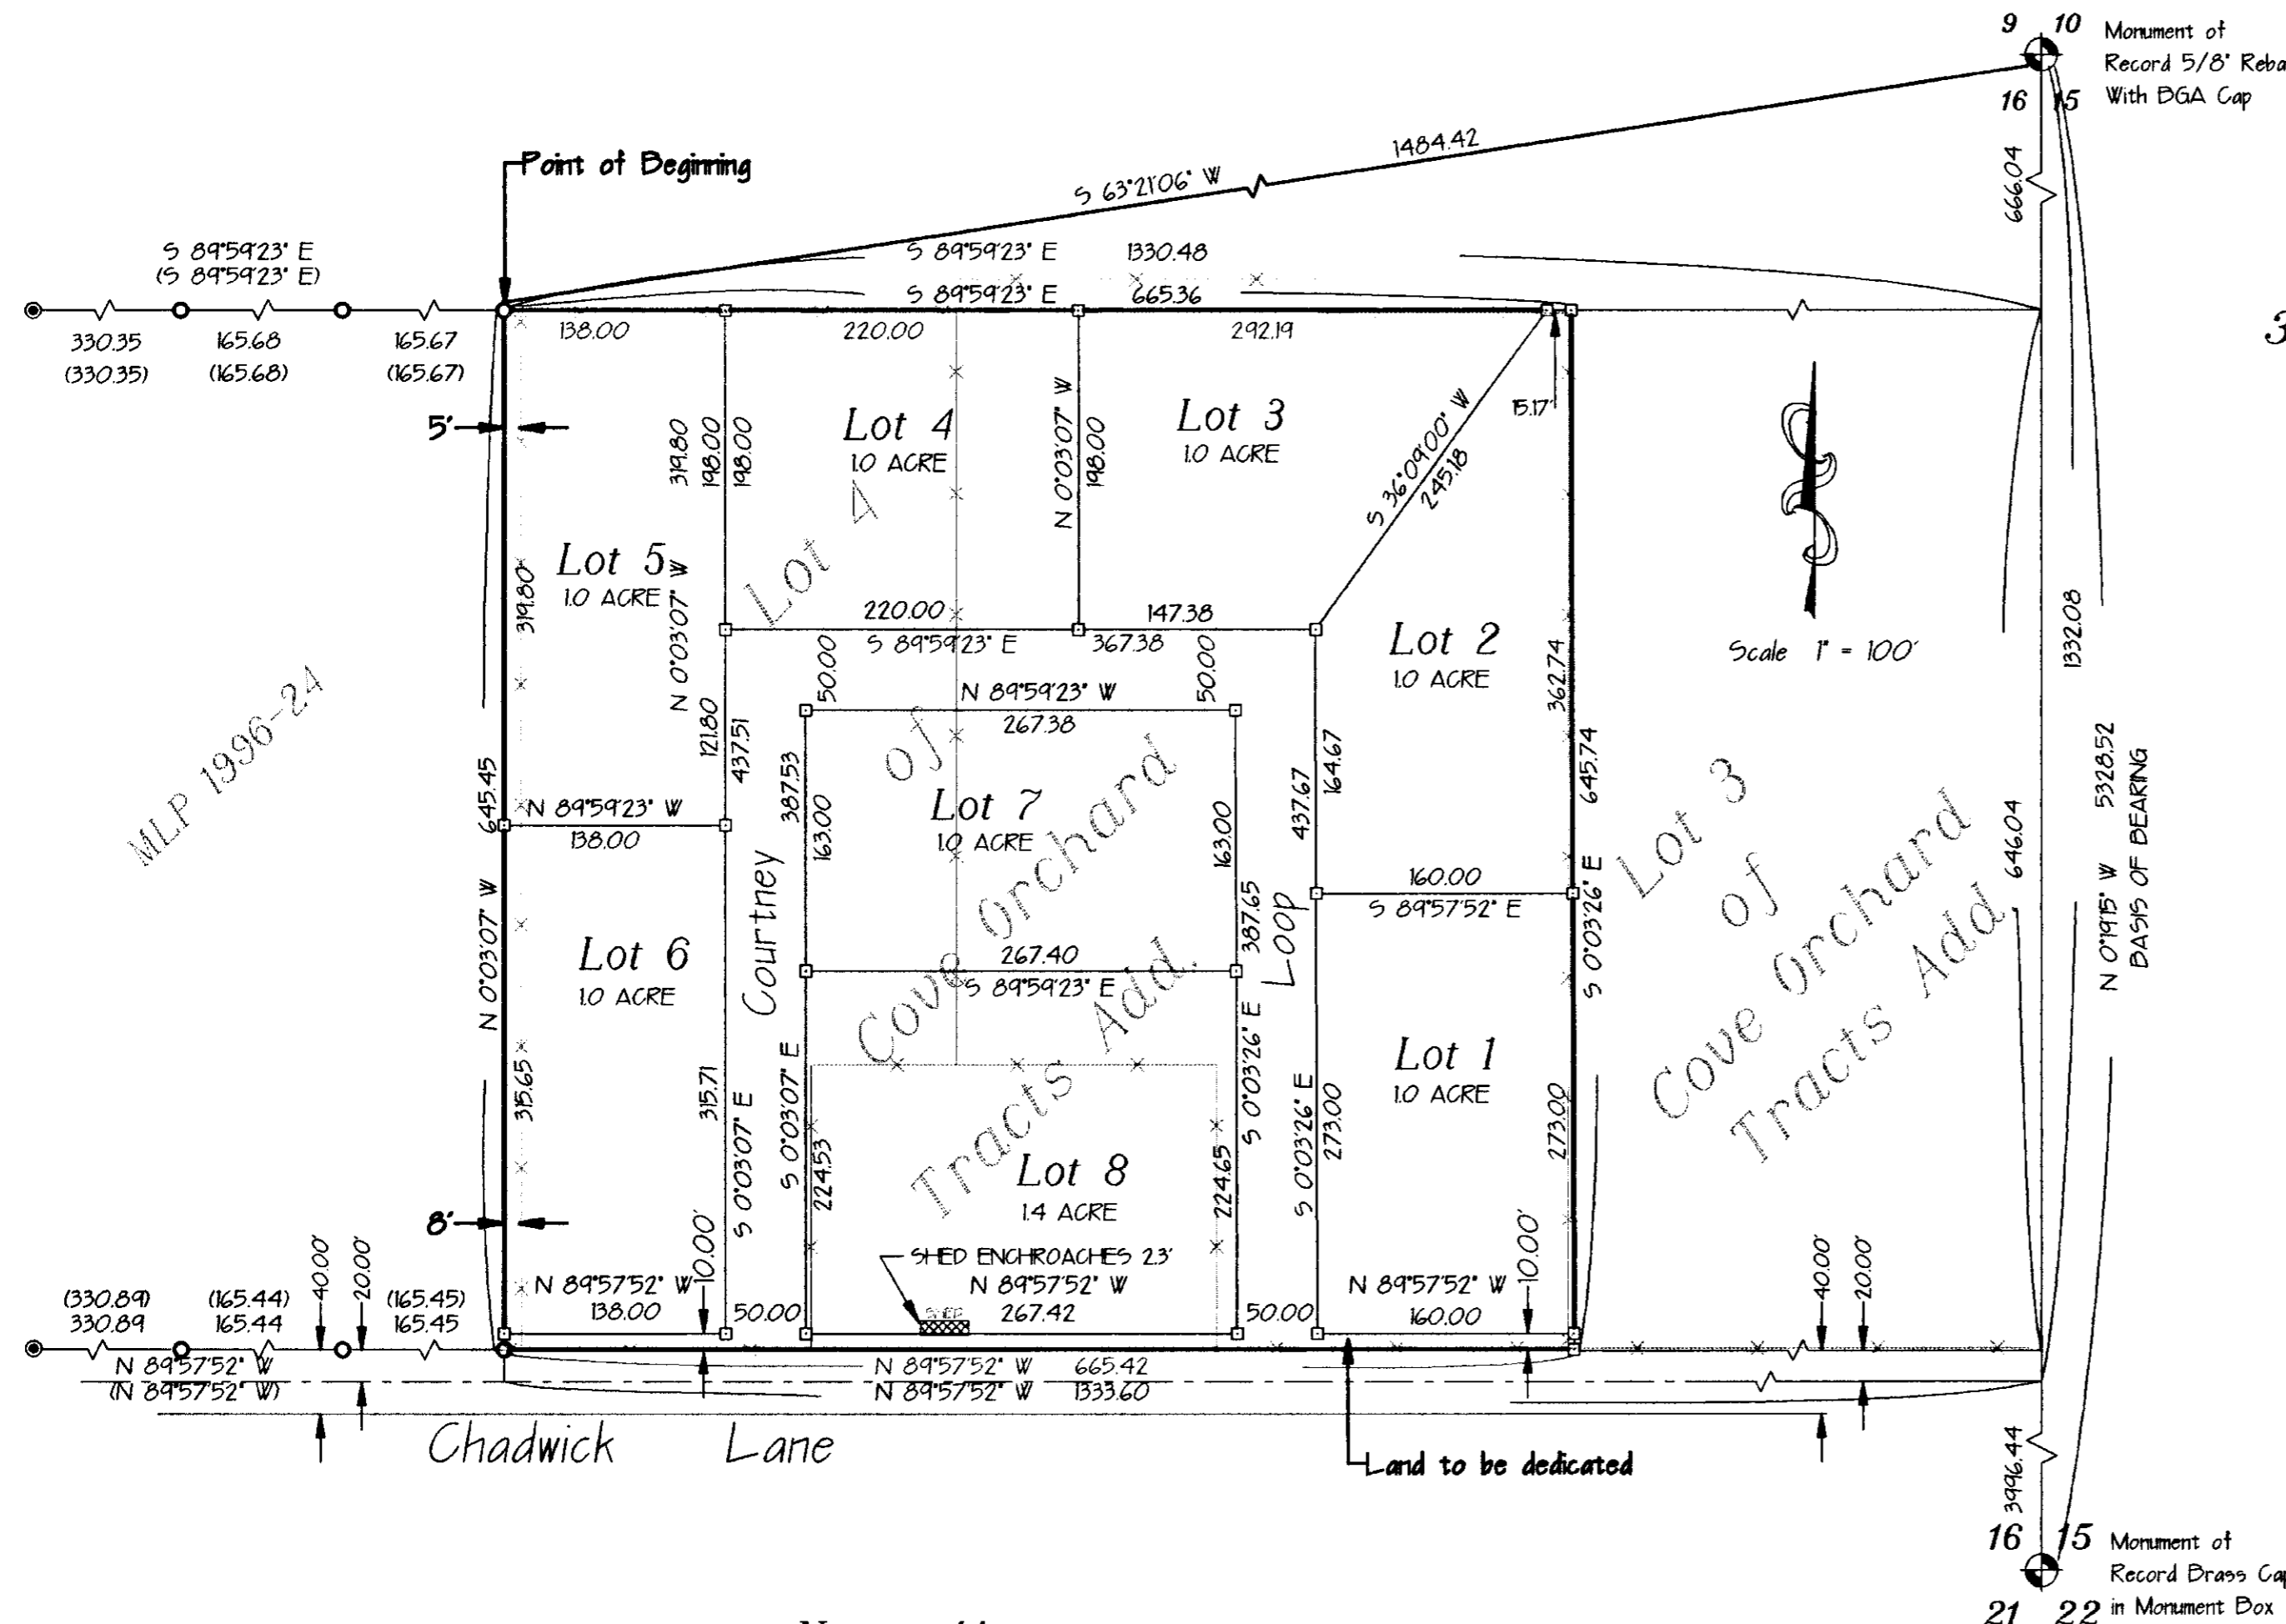 9 10 Monument of
Record 5/8"
16 15 With DGA Cap
Point of Beginning
1484.42
S 63°21'06" W
666.04
S 89°59'23" E
(S 89°59'23" E)
S 89°59'23" E 1330.48
S 89°59'23" E 665.36
330.35 165.68 165.67
(330.35) (165.68) (165.67)
138.00 220.00 292.19
15.17'
5'
Lot 4
1.0 ACRE
Lot 3
1.0 ACRE
319.80
198.00
198.00
N 0°03'07" W
198.00
S 36°09'00" W
245.18
Lot 5
1.0 ACRE
319.80
N 0°03'07" W
Lot 4
of
Cove Orchard
Tracts Add.
220.00 147.38
S 89°59'23" E 367.38
Lot 2
1.0 ACRE
362.74
Scale 1" = 100'
1332.08
50.00
50.00
N 89°59'23" W
267.38
MLP 1996-24
121.80
437.51
387.53
163.00
Lot 7
1.0 ACRE
163.00
387.65
437.67
164.67
645.74
S 0°03'26" E
645.45
N 0°03'07" W
N 89°59'23" W
138.00
160.00
S 89°57'52" E
Lot 3
of
Cove Orchard
Tracts Add.
646.04
5328.52
N 0°19'15" W
BASIS OF BEARING
Courtney
Loop
267.40
S 89°59'23" E
Lot 6
1.0 ACRE
315.65
315.71
S 0°03'07" E
S 0°03'07" E
224.53
Lot 8
1.4 ACRE
224.65
S 0°03'26" E
S 0°03'26" E
273.00
Lot 1
1.0 ACRE
273.00
8'
SHED ENCHROACHES 2.3'
SHED
40.00'
20.00'
10.00'
10.00'
40.00'
20.00'
N 89°57'52" W
138.00
50.00
N 89°57'52" W
267.42
50.00
N 89°57'52" W
160.00
(330.89) (165.44) (165.45)
330.89 165.44 165.45
N 89°57'52" W
(N 89°57'52" W)
N 89°57'52" W 665.42
N 89°57'52" W 1333.60
Chadwick Lane
Land to be dedicated
3996.44
16 15 Monument of
Record Brass
21 22 in Monument Box